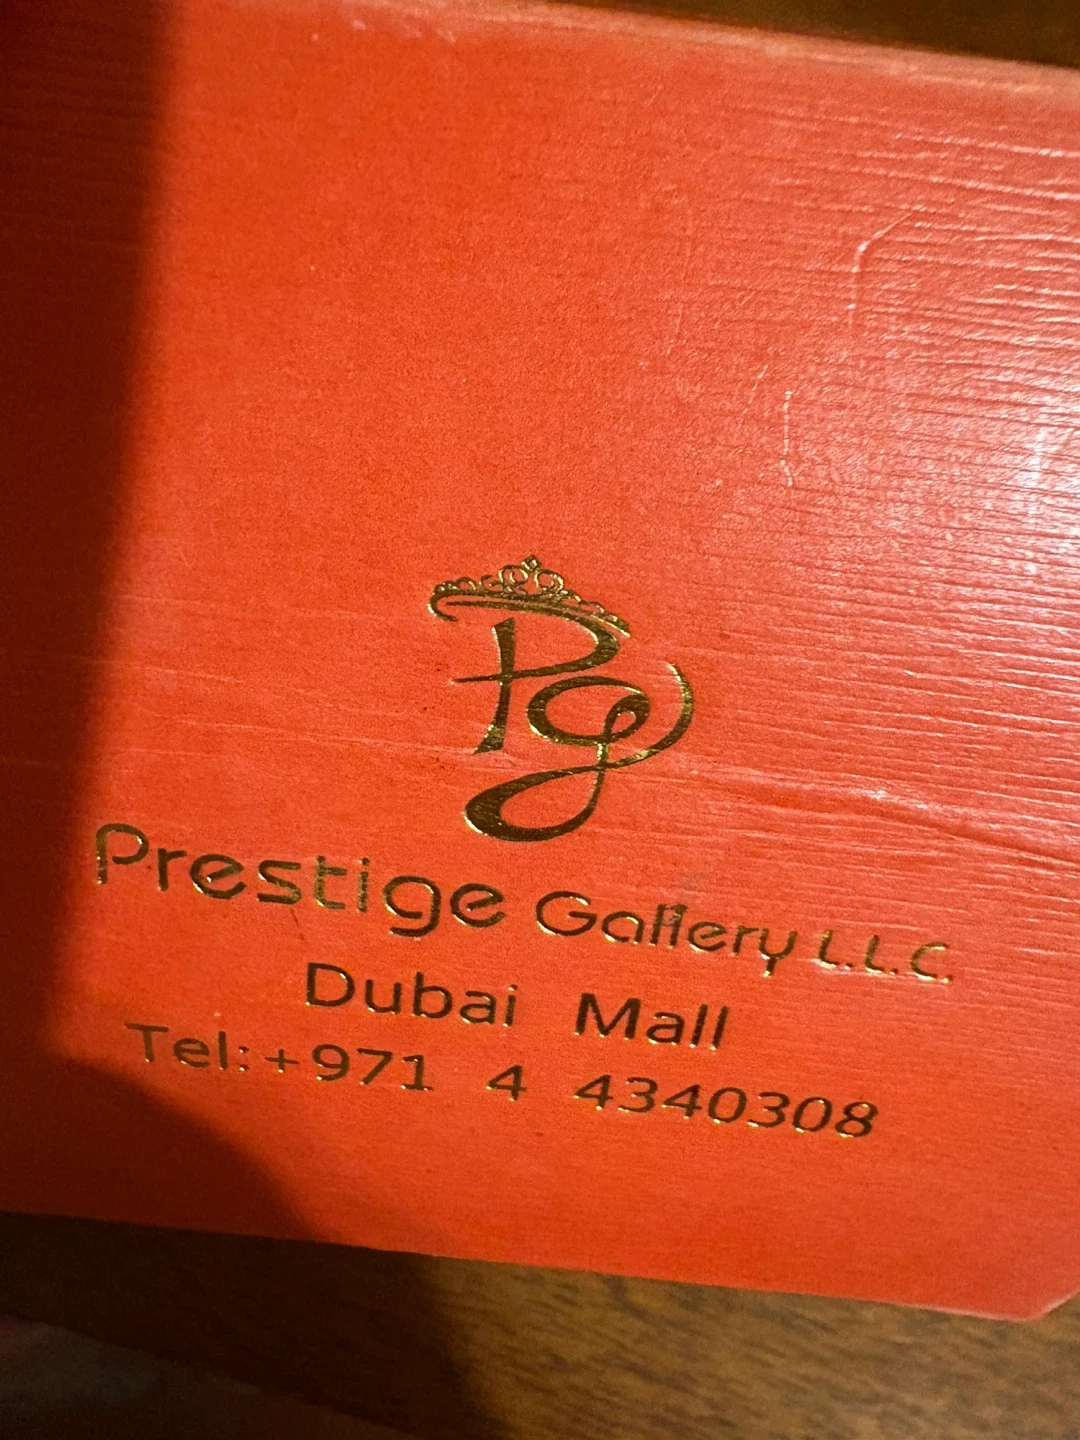 Pg
Prestige Gallery L.L.C.
Dubai Mall
Tel:+971 4 4340308